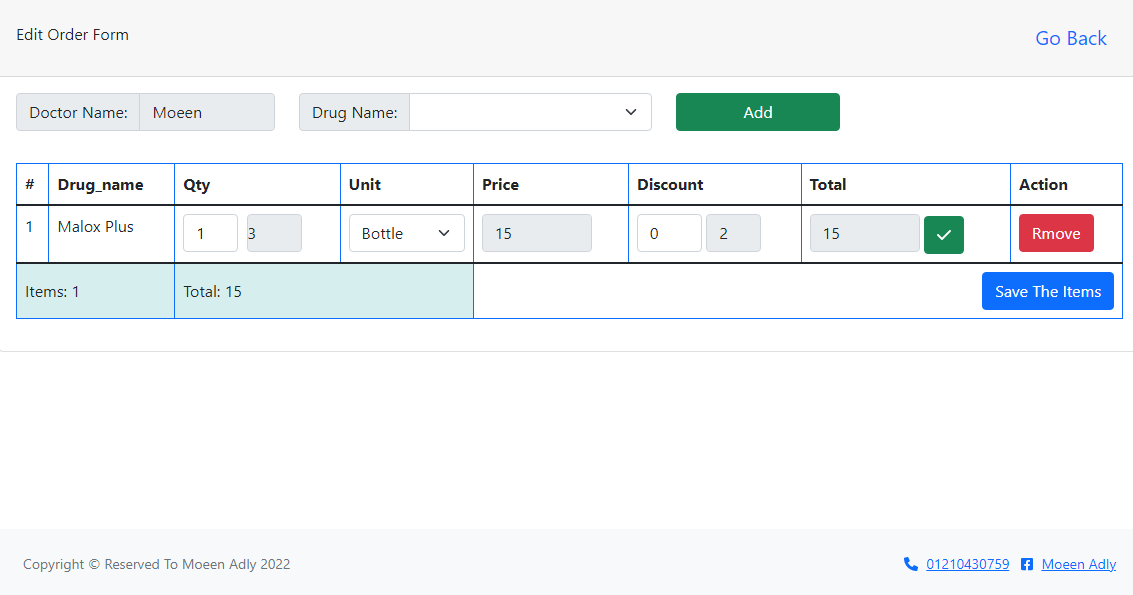 Edit Order Form
Go Back
Doctor Name: Moeen Drug Name: Add
# Drug_name Qty Unit Price Discount Total Action
1 Malox Plus 1 3 Bottle 15 0 2 15 Rmove
Items: 1 Total: 15 Save The Items
Copyright © Reserved To Moeen Adly 2022 01210430759 Moeen Adly